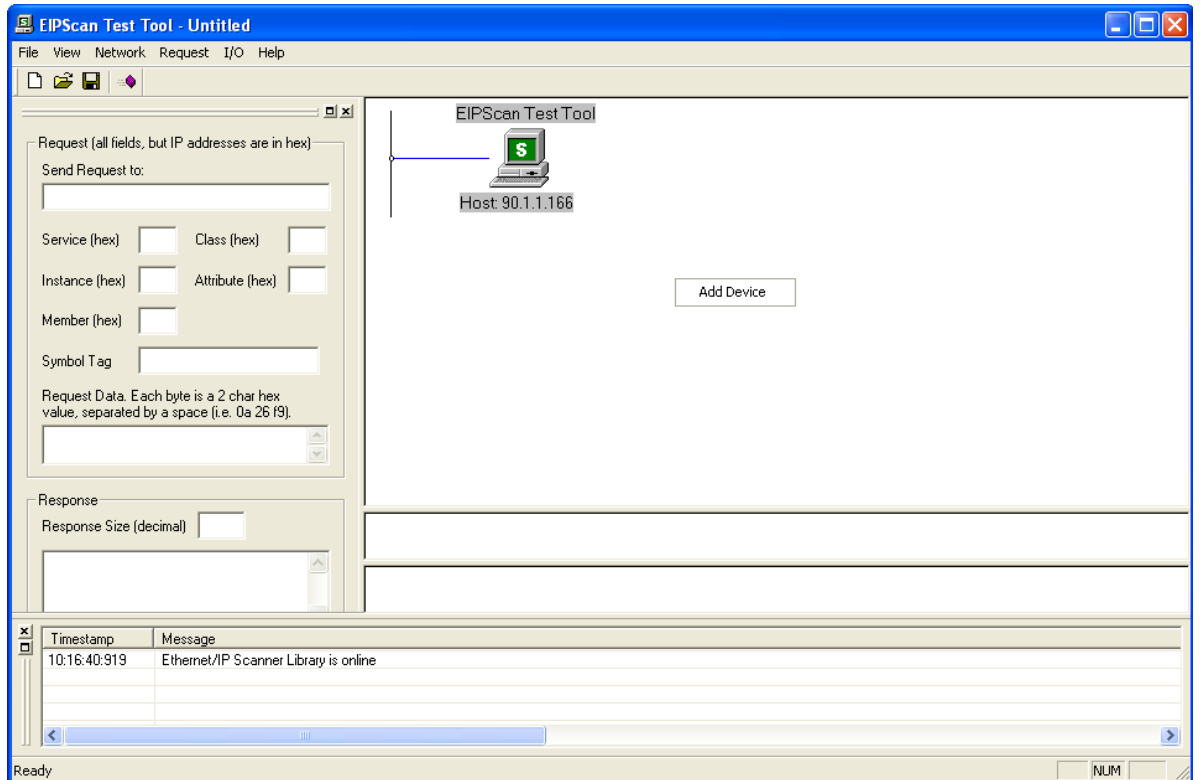 EIPScan Test Tool - Untitled
File View Network Request I/O Help
Request (all fields, but IP addresses are in hex)
Send Request to:
Service (hex) Class (hex)
Instance (hex) Attribute (hex)
Member (hex)
Symbol Tag
Request Data. Each byte is a 2 char hex
value, separated by a space (i.e. 0a 26 f9).
Response
Response Size (decimal)
EIPScan Test Tool
S
Host: 90.1.1.166
Add Device
Timestamp Message
10:16:40:919 Ethernet/IP Scanner Library is online
Ready NUM